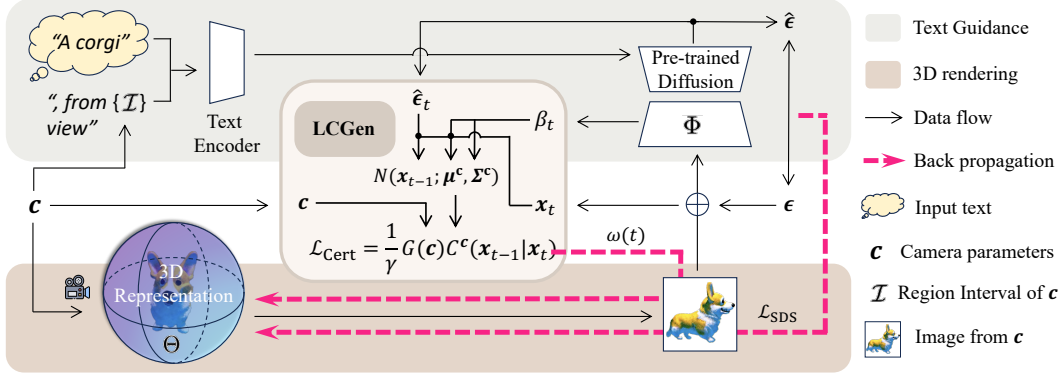 “A corgi”
“, from {ℐ}
view”
Text
Encoder
Pre-trained
Diffusion
ϵ̂
LCGen
ϵ̂_t
β_t
Φ
N(x_{t−1}; μ^c, Σ^c)
c
c
x_t
ϵ
ℒ_Cert = 1/γ G(c)C^c(x_{t−1}|x_t)
ω(t)
3D
Representation
Θ
ℒ_SDS
Text Guidance
3D rendering
Data flow
Back propagation
Input text
c Camera parameters
ℐ Region Interval of c
Image from c